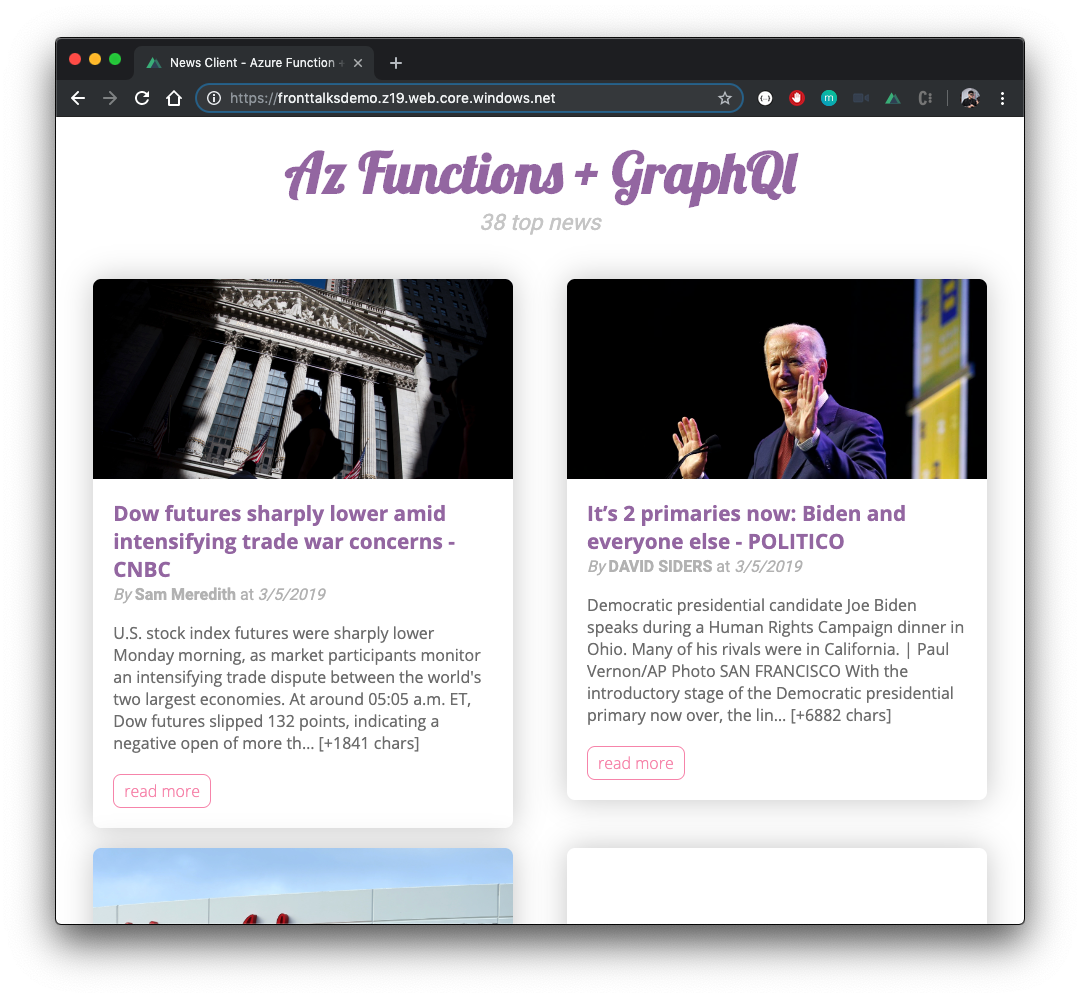 News Client - Azure Function +
https://fronttalksdemo.z19.web.core.windows.net
Az Functions + GraphQl
38 top news
Dow futures sharply lower amid
intensifying trade war concerns -
CNBC
By Sam Meredith at 3/5/2019
U.S. stock index futures were sharply lower
Monday morning, as market participants monitor
an intensifying trade dispute between the world's
two largest economies. At around 05:05 a.m. ET,
Dow futures slipped 132 points, indicating a
negative open of more th… [+1841 chars]
read more
It’s 2 primaries now: Biden and
everyone else - POLITICO
By DAVID SIDERS at 3/5/2019
Democratic presidential candidate Joe Biden
speaks during a Human Rights Campaign dinner in
Ohio. Many of his rivals were in California. | Paul
Vernon/AP Photo SAN FRANCISCO With the
introductory stage of the Democratic presidential
primary now over, the lin… [+6882 chars]
read more